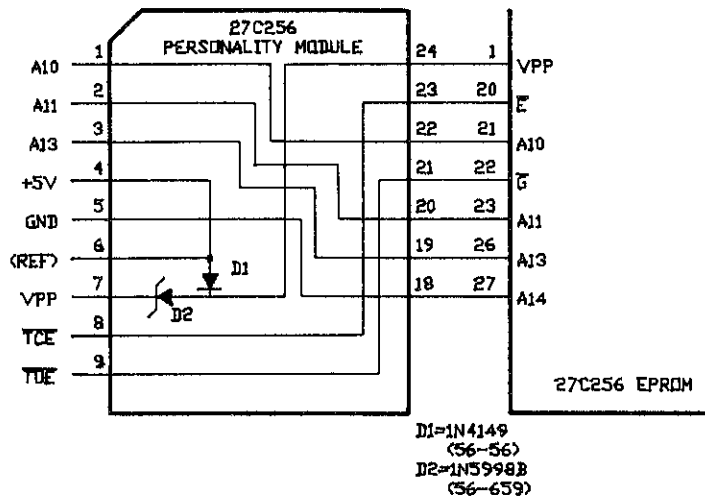 27C256
PERSONALITY MODULE
1 24 1
A10 VPP
2 23 20
A11 E
3 22 21
A13 A10
4 21 22
+5V G
5 20 23
GND A11
6 19 26
(REF) D1 A13
7 18 27
VPP D2 A14
8
TCE
9
TOE
27C256 EPROM
D1=1N4149
(56-56)
D2=1N5998B
(56-659)